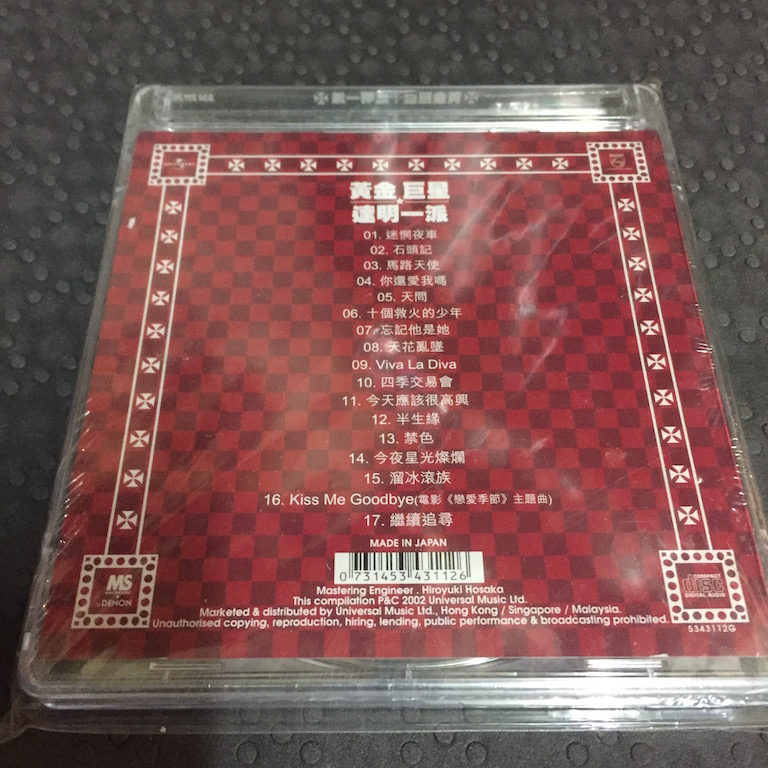 黃金★巨星
達明一派
01. 迷惘夜車
02. 石頭記
03. 馬路天使
04. 你還愛我嗎
05. 天問
06. 十個救火的少年
07. 忘記他是她
08. 天花亂墜
09. Viva La Diva
10. 四季交易會
11. 今天應該很高興
12. 半生緣
13. 禁色
14. 今夜星光燦爛
15. 溜冰滾族
16. Kiss Me Goodbye(電影《戀愛季節》主題曲)
17. 繼續追尋
MADE IN JAPAN
0 731453 431126
Mastering Engineer . Hiroyuki Hosaka
This compilation P&C 2002 Universal Music Ltd.
Marketed & distributed by Universal Music Ltd., Hong Kong / Singapore / Malaysia.
Unauthorised copying, reproduction, hiring, lending, public performance & broadcasting prohibited.
MS
DENON
COMPACT
disc
DIGITAL AUDIO
5343112G